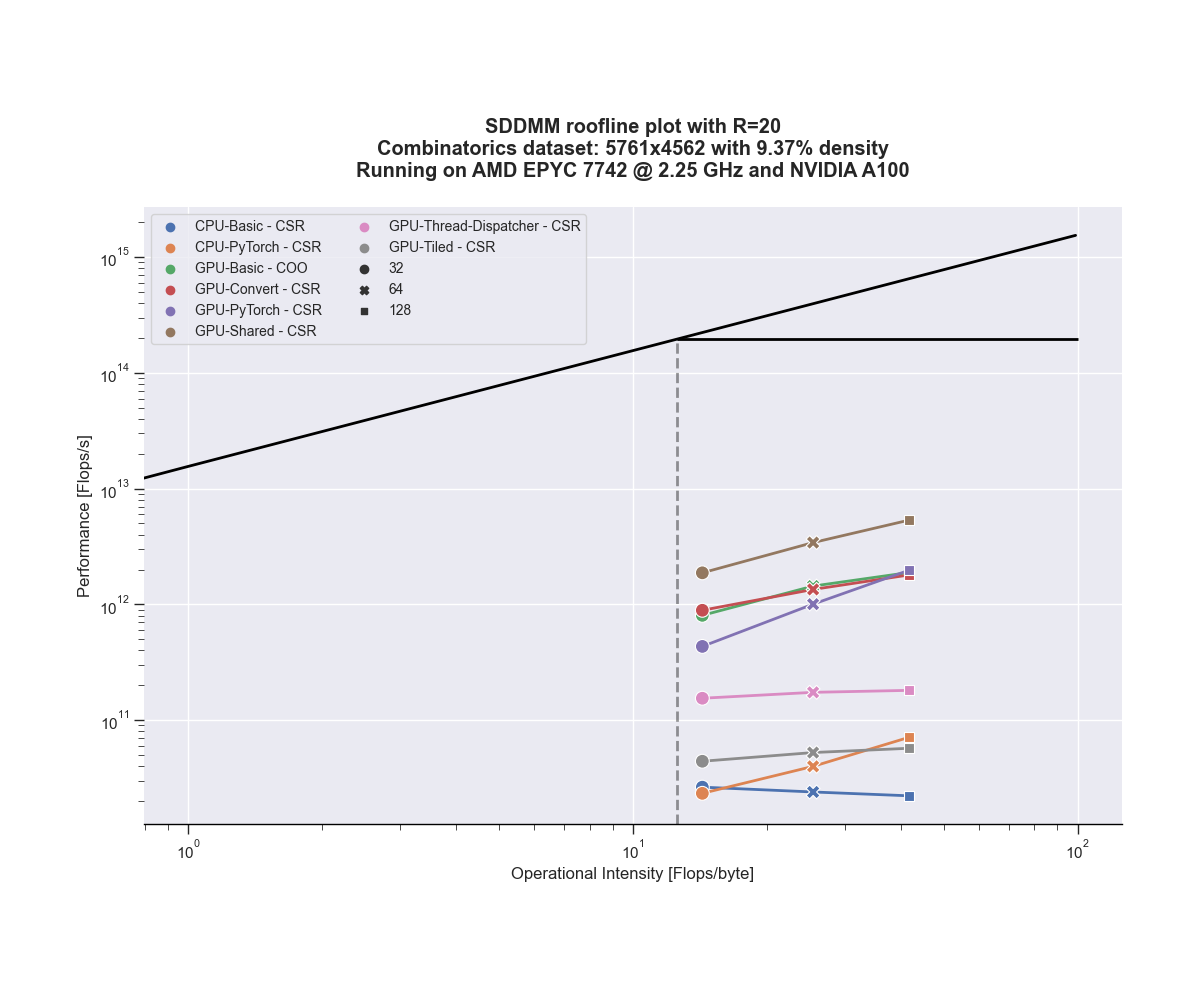 SDDMM roofline plot with R=20
Combinatorics dataset: 5761x4562 with 9.37% density
Running on AMD EPYC 7742 @ 2.25 GHz and NVIDIA A100
CPU-Basic - CSR
CPU-PyTorch - CSR
GPU-Basic - COO
GPU-Convert - CSR
GPU-PyTorch - CSR
GPU-Shared - CSR
GPU-Thread-Dispatcher - CSR
GPU-Tiled - CSR
32
64
128
Performance [Flops/s]
10^15
10^14
10^13
10^12
10^11
10^0
10^1
10^2
Operational Intensity [Flops/byte]